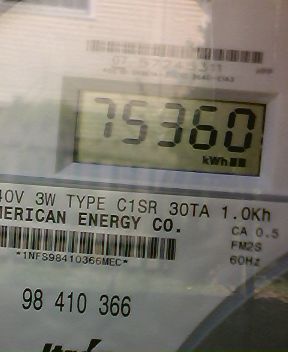 75360
kWh
40V 3W TYPE C1SR 30TA 1.0Kh
MERICAN ENERGY CO.
CA 0.5
FM2S
*1NFS98410366MEC*
60Hz
98 410 366